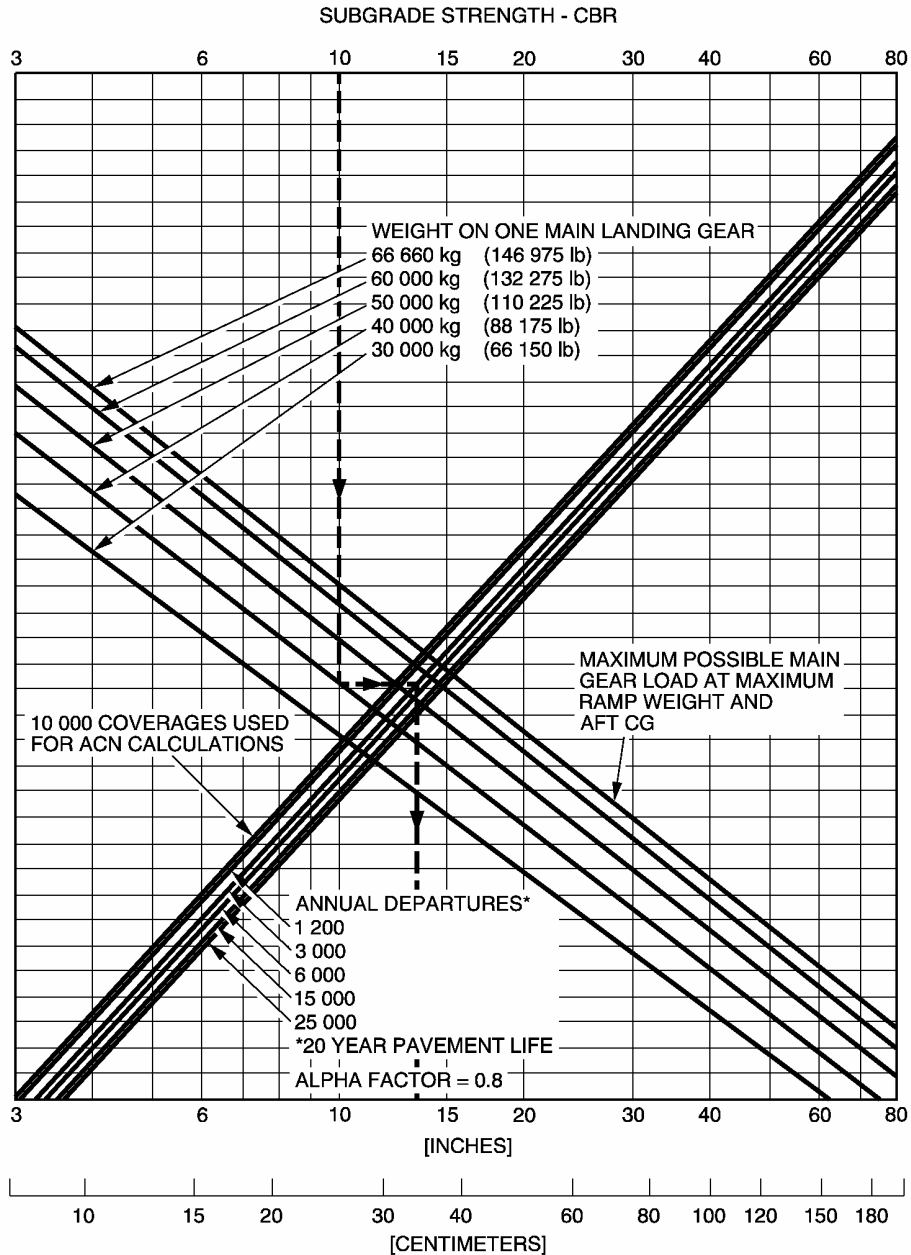 SUBGRADE STRENGTH - CBR
3 6 10 15 20 30 40 60 80
WEIGHT ON ONE MAIN LANDING GEAR
66 660 kg (146 975 lb)
60 000 kg (132 275 lb)
50 000 kg (110 225 lb)
40 000 kg (88 175 lb)
30 000 kg (66 150 lb)
MAXIMUM POSSIBLE MAIN
GEAR LOAD AT MAXIMUM
RAMP WEIGHT AND
AFT CG
10 000 COVERAGES USED
FOR ACN CALCULATIONS
ANNUAL DEPARTURES*
1 200
3 000
6 000
15 000
25 000
*20 YEAR PAVEMENT LIFE
ALPHA FACTOR = 0.8
3 6 10 15 20 30 40 60 80
[INCHES]
10 15 20 30 40 60 80 100 120 150 180
[CENTIMETERS]